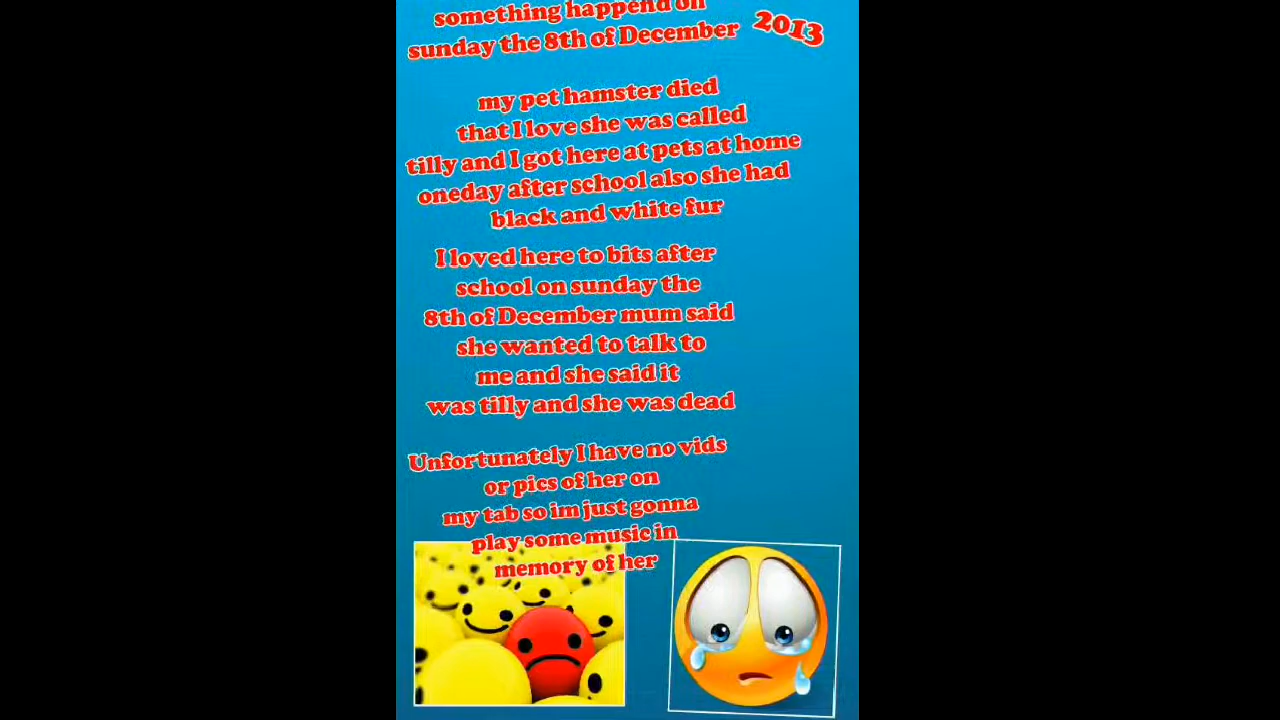 something happend on
sunday the 8th of December 2013
my pet hamster died
that I love she was called
tilly and I got here at pets at home
oneday after school also she had
black and white fur
I loved here to bits after
school on sunday the
8th of December mum said
she wanted to talk to
me and she said it
was tilly and she was dead
Unfortunately I have no vids
or pics of her on
my tab so im just gonna
play some music in
memory of her